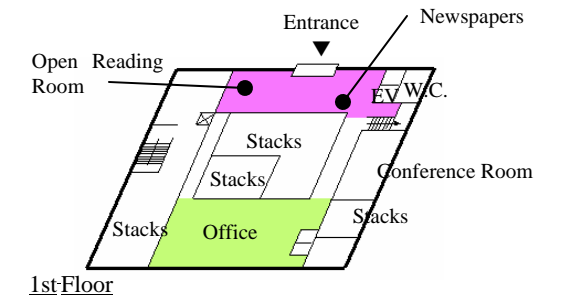 Entrance
Newspapers
Open Reading
Room
EV
W.C.
Stacks
Conference Room
Stacks
Stacks
Stacks
Office
1st Floor